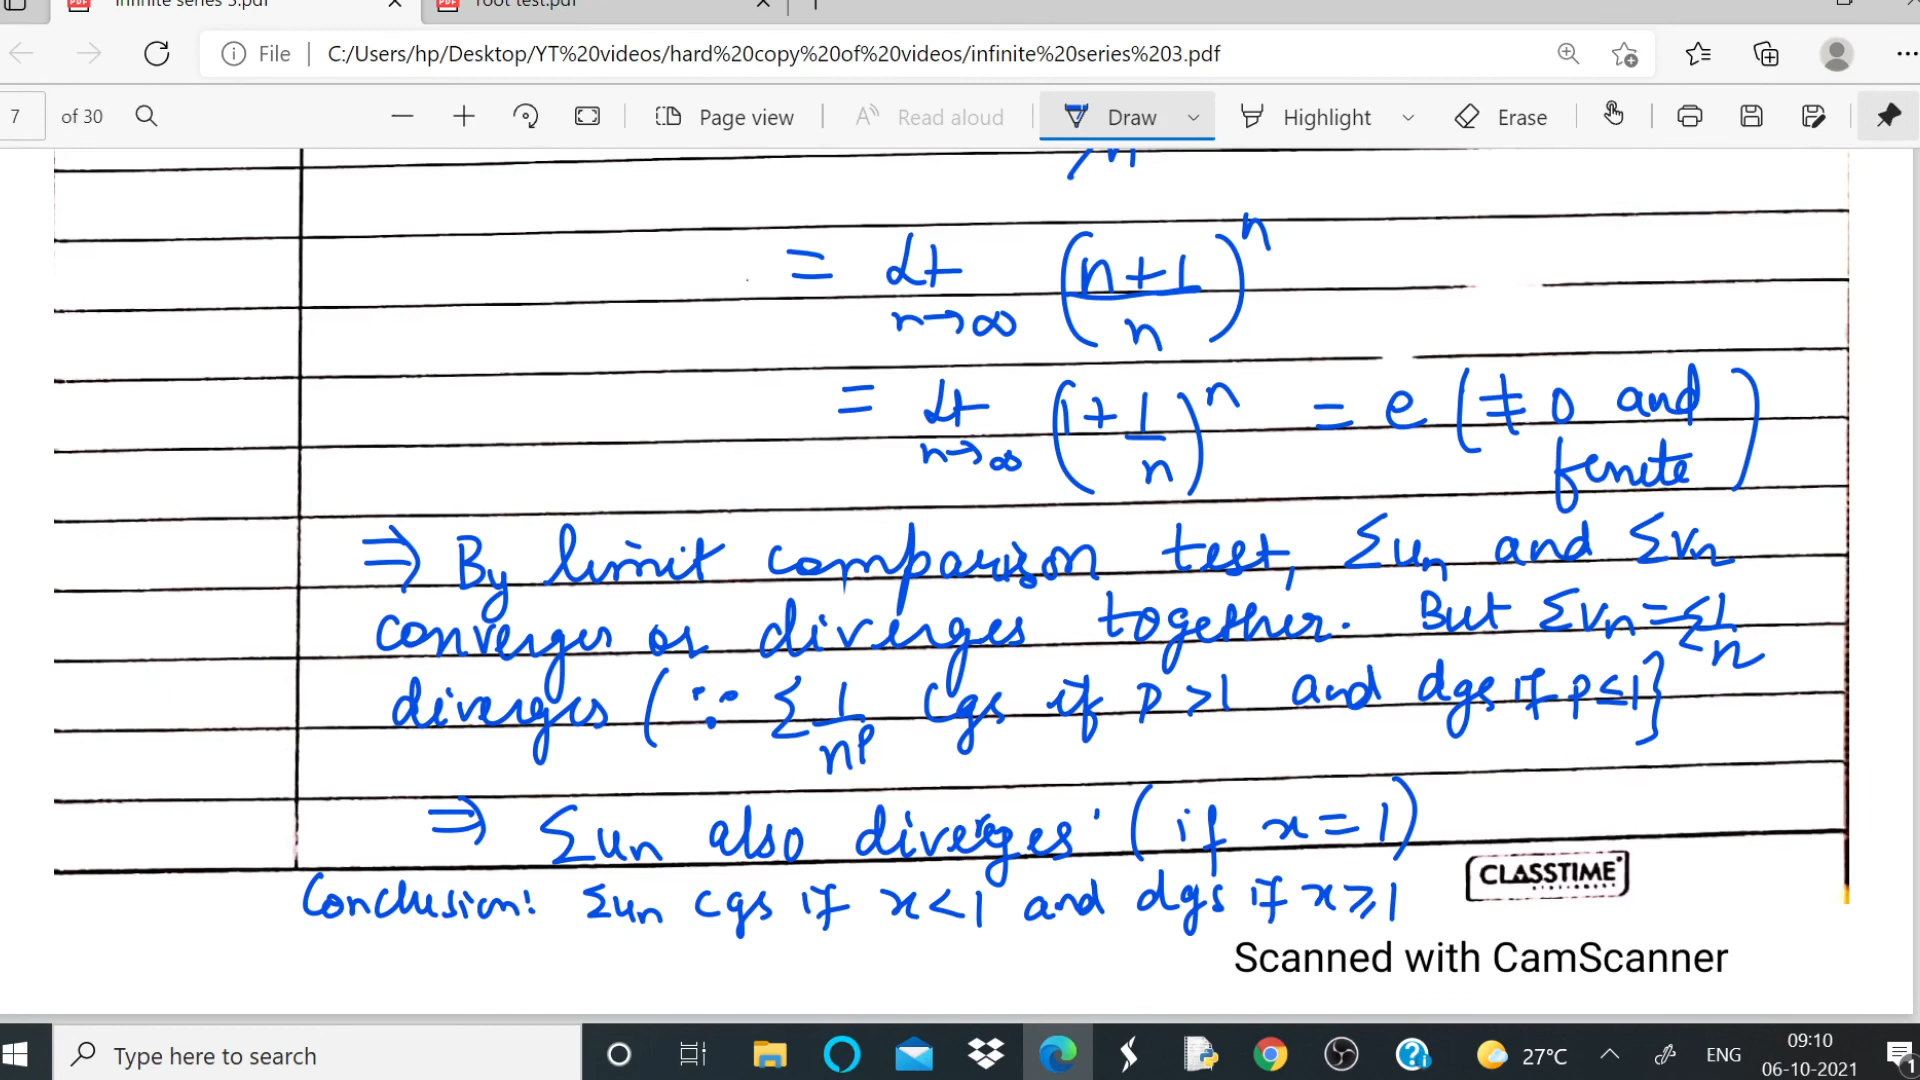 infinite series 3.pdf
root test.pdf
File C:/Users/hp/Desktop/YT%20videos/hard%20copy%20of%20videos/infinite%20series%203.pdf
7 of 30 Page view Read aloud Draw Highlight Erase
= Lt n→∞ ((n+1)/n)^n
= Lt n→∞ (1+1/n)^n = e (≠ 0 and finite)
⇒ By limit comparison test, Σun and Σvn
converges or diverges together. But Σvn = Σ1/n
diverges (∵ Σ 1/n^p cgs if p>1 and dgs if p≤1}
⇒ Σun also diverges (if x=1)
CLASSTIME
Conclusion: Σun cgs if x<1 and dgs if x≥1
Scanned with CamScanner
Type here to search
27°C ENG 09:10
06-10-2021
1